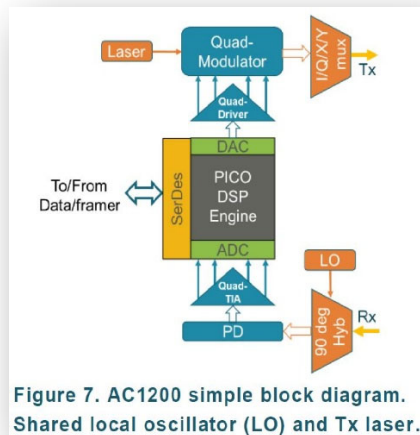 Laser
Quad-
Modulator
I/Q/X/Y
mux
Tx
Quad-
Driver
DAC
To/From
Data/framer
SerDes
PICO
DSP
Engine
ADC
LO
Quad-
TIA
Rx
PD
90 deg
Hyb
Figure 7. AC1200 simple block diagram.
Shared local oscillator (LO) and Tx laser.